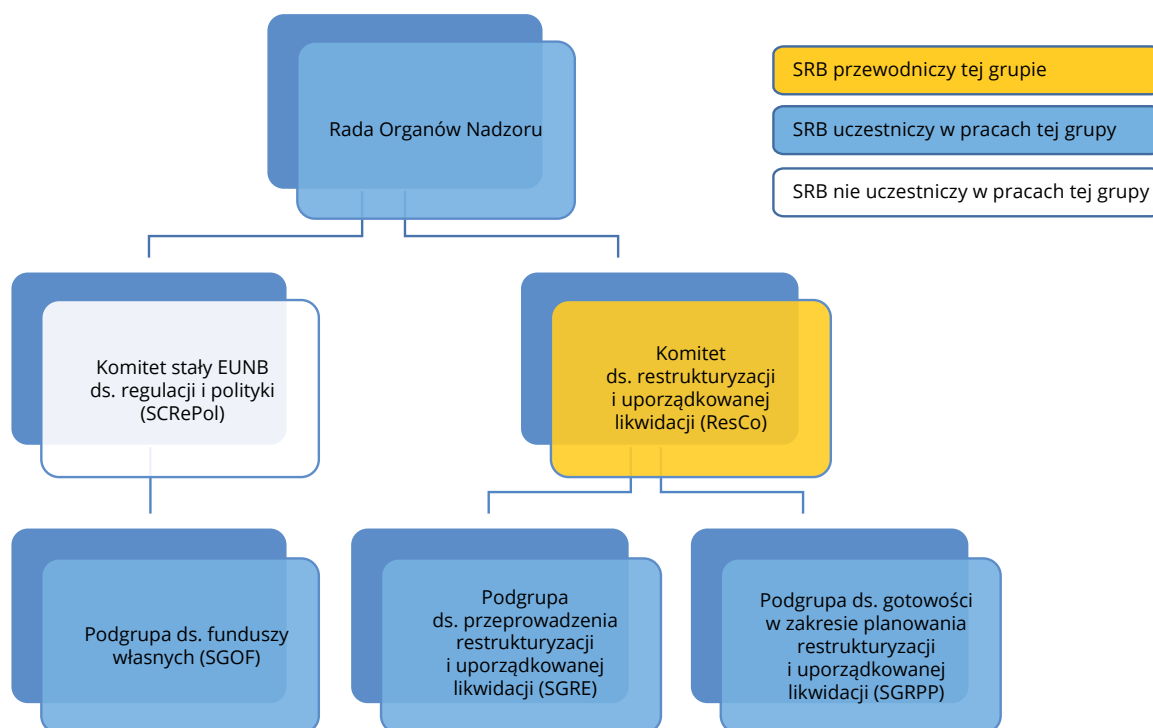 Rada Organów Nadzoru
SRB przewodniczy tej grupie
SRB uczestniczy w pracach tej grupy
SRB nie uczestniczy w pracach tej grupy
Komitet stały EUNB
ds. regulacji i polityki
(SCRePol)
Komitet
ds. restrukturyzacji
i uporządkowanej
likwidacji (ResCo)
Podgrupa ds. funduszy
własnych (SGOF)
Podgrupa
ds. przeprowadzenia
restrukturyzacji
i uporządkowanej
likwidacji (SGRE)
Podgrupa ds. gotowości
w zakresie planowania
restrukturyzacji
i uporządkowanej
likwidacji (SGRPP)